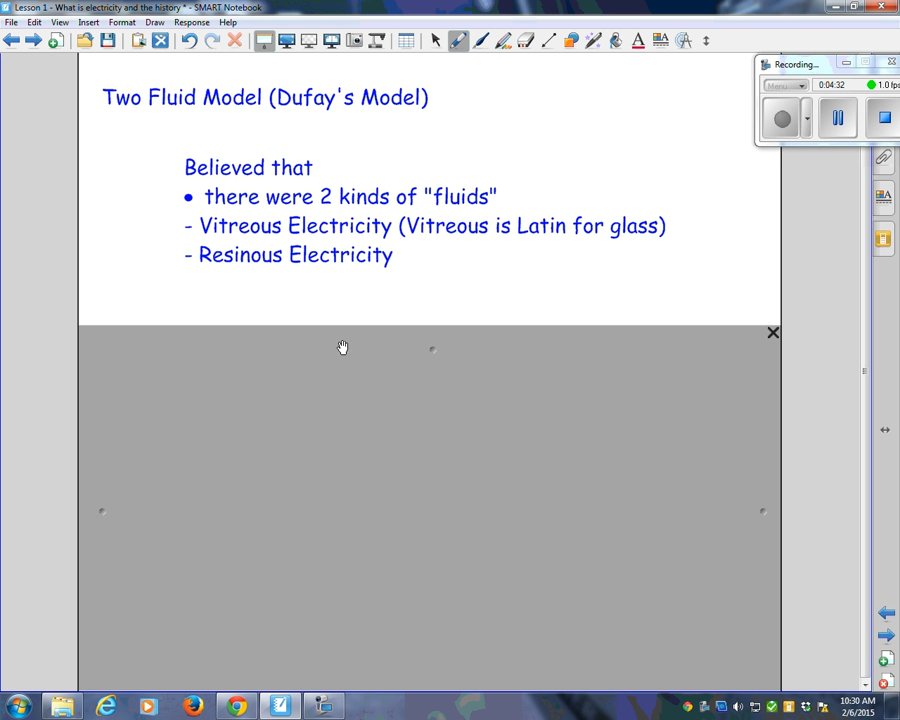 Lesson 1 - What is electricity and the history * - SMART Notebook
File Edit View Insert Format Draw Response Help
Recording...
Menu 0:04:32 1.0 fps
Two Fluid Model (Dufay's Model)
Believed that
• there were 2 kinds of "fluids"
- Vitreous Electricity (Vitreous is Latin for glass)
- Resinous Electricity
10:30 AM
2/6/2015